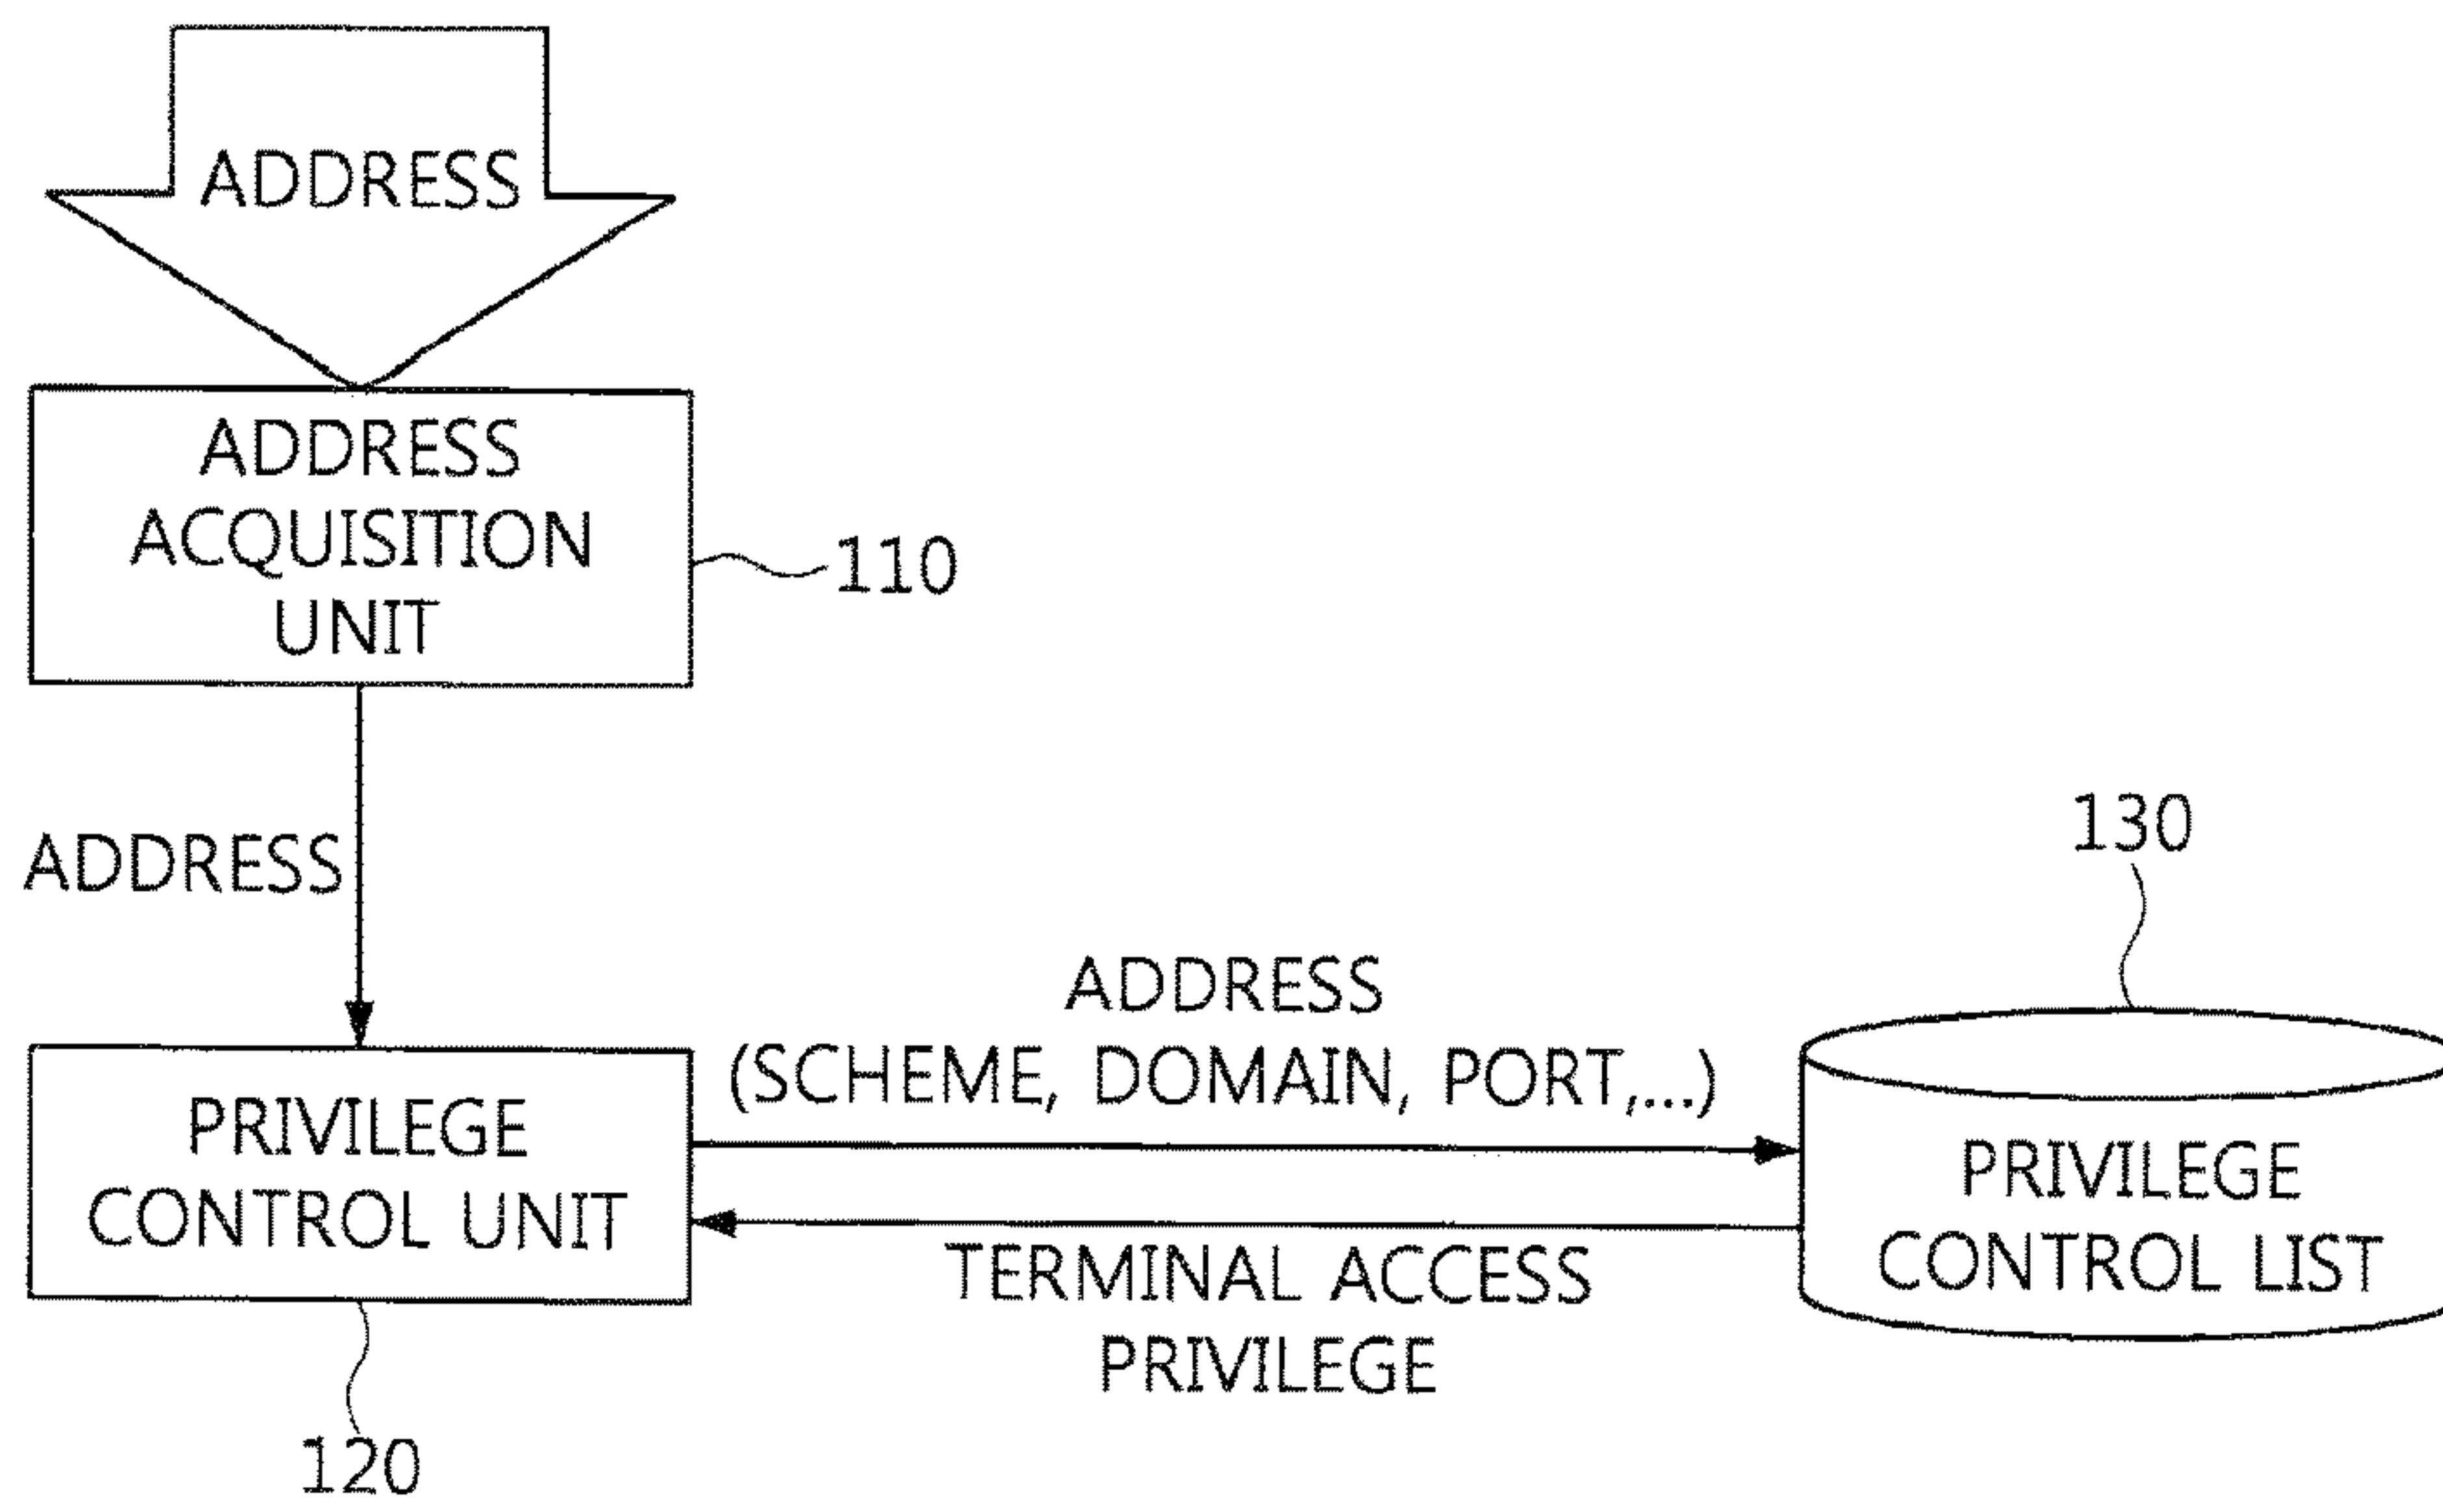 ADDRESS
ADDRESS
ACQUISITION
UNIT
110
ADDRESS
130
ADDRESS
(SCHEME, DOMAIN, PORT,...)
PRIVILEGE
CONTROL UNIT
PRIVILEGE
CONTROL LIST
TERMINAL ACCESS
PRIVILEGE
120